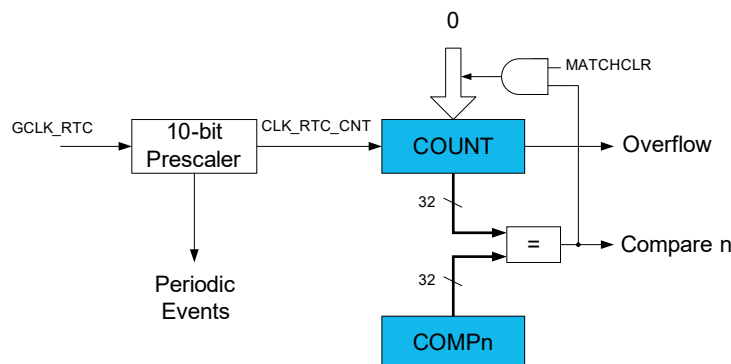 0
MATCHCLR
GCLK_RTC
10-bit
Prescaler
CLK_RTC_CNT
COUNT
Overflow
32
=
Compare n
Periodic
Events
32
COMPn